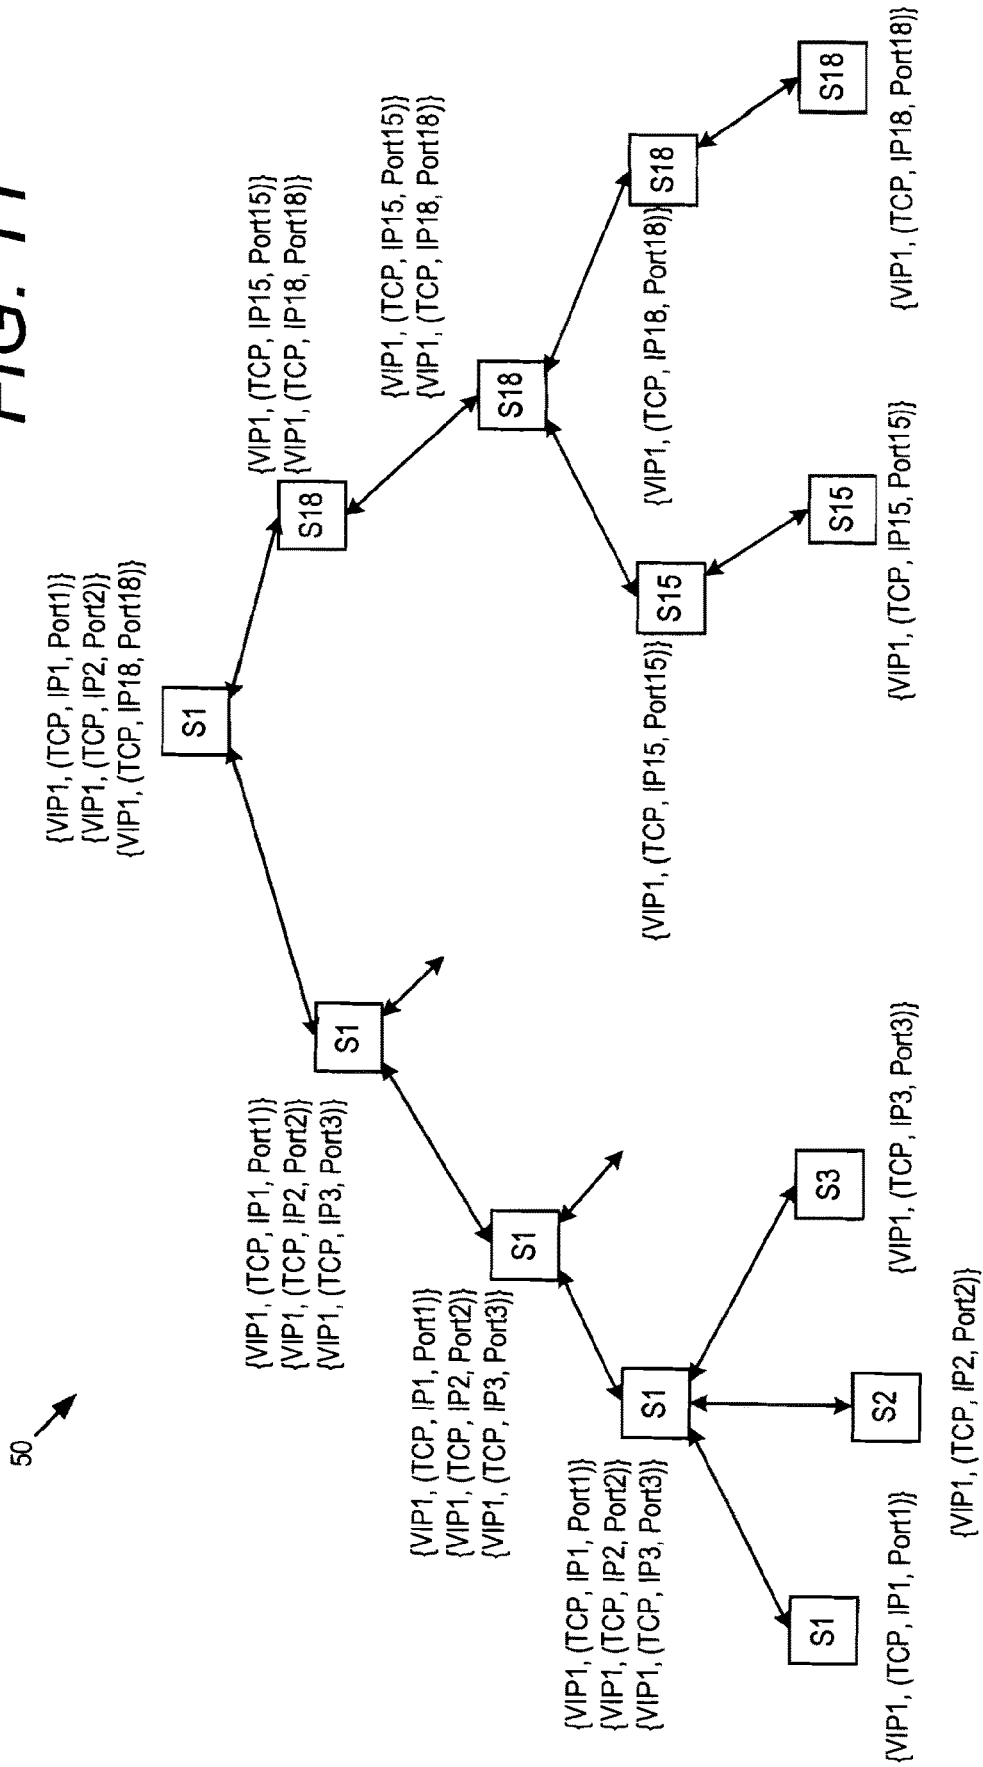 FIG. 11
50
{VIP1, (TCP, IP1, Port1)}
{VIP1, (TCP, IP2, Port2)}
{VIP1, (TCP, IP18, Port18)}
S1
{VIP1, (TCP, IP1, Port1)}
{VIP1, (TCP, IP2, Port2)}
{VIP1, (TCP, IP3, Port3)}
S1
S18
{VIP1, (TCP, IP15, Port15)}
{VIP1, (TCP, IP18, Port18)}
{VIP1, (TCP, IP1, Port1)}
{VIP1, (TCP, IP2, Port2)}
{VIP1, (TCP, IP3, Port3)}
S1
S18
{VIP1, (TCP, IP15, Port15)}
{VIP1, (TCP, IP18, Port18)}
{VIP1, (TCP, IP1, Port1)}
{VIP1, (TCP, IP2, Port2)}
{VIP1, (TCP, IP3, Port3)}
S1
{VIP1, (TCP, IP15, Port15)}
S15
{VIP1, (TCP, IP18, Port18)}
S18
S1
S2
S3
S15
S18
{VIP1, (TCP, IP1, Port1)}
{VIP1, (TCP, IP2, Port2)}
{VIP1, (TCP, IP3, Port3)}
{VIP1, (TCP, IP15, Port15)}
{VIP1, (TCP, IP18, Port18)}